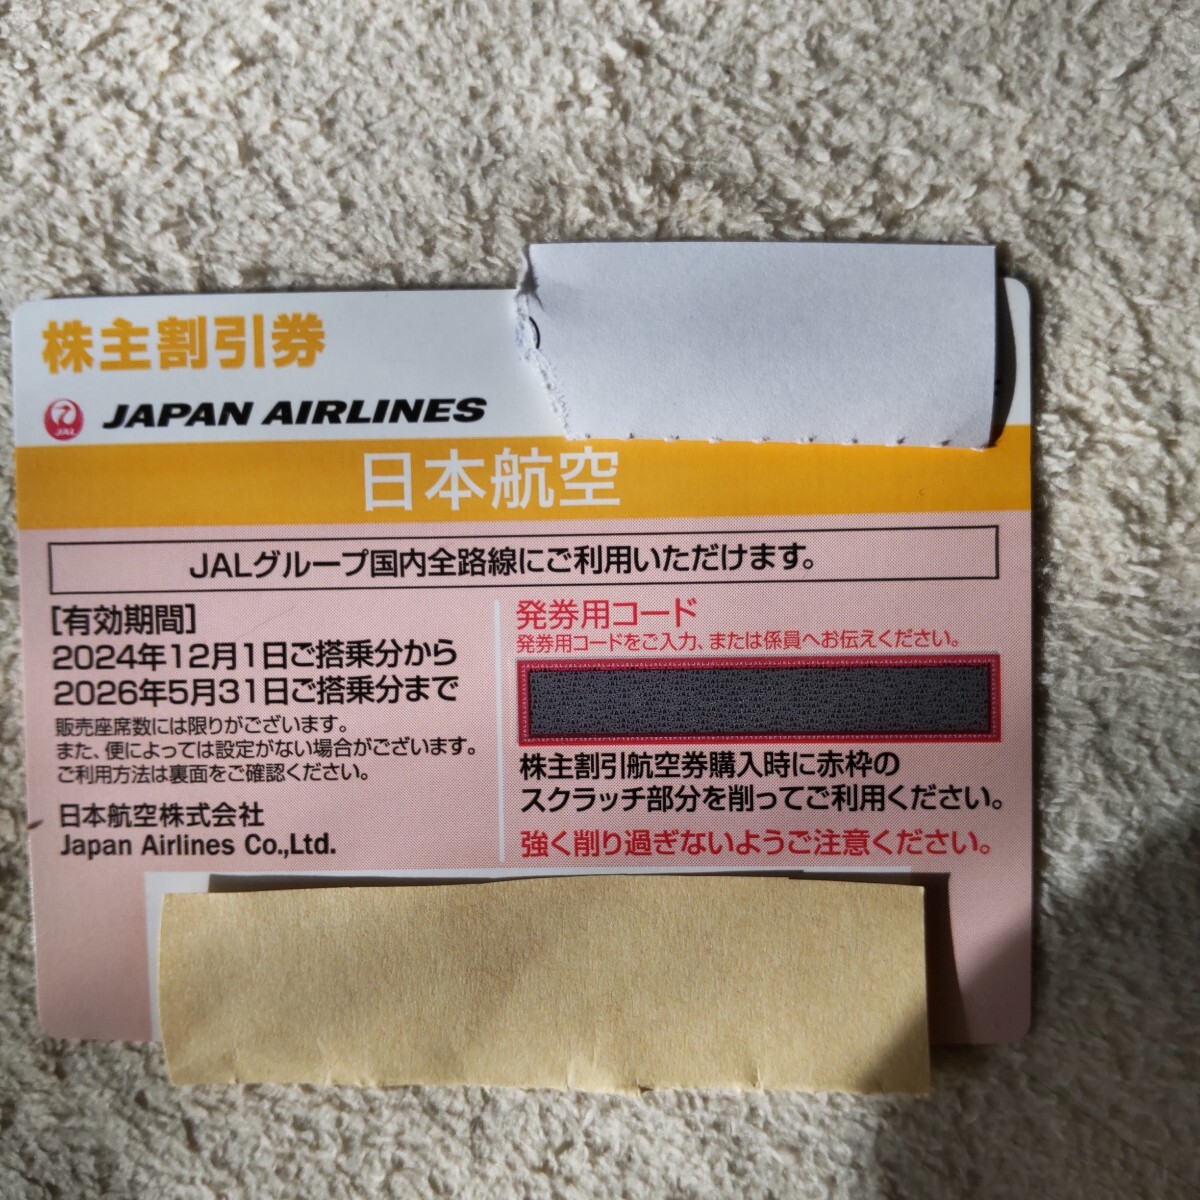 株主割引券
JAL
JAPAN AIRLINES
日本航空
JALグループ国内全路線にご利用いただけます。
[有効期間]
2024年12月1日ご搭乗分から
2026年5月31日ご搭乗分まで
販売座席数には限りがございます。
また、便によっては設定がない場合がございます。
ご利用方法は裏面をご確認ください。
日本航空株式会社
Japan Airlines Co.,Ltd.
発券用コード
発券用コードをご入力、または係員へお伝えください。
株主割引航空券購入時に赤枠の
スクラッチ部分を削ってご利用ください。
強く削り過ぎないようご注意ください。